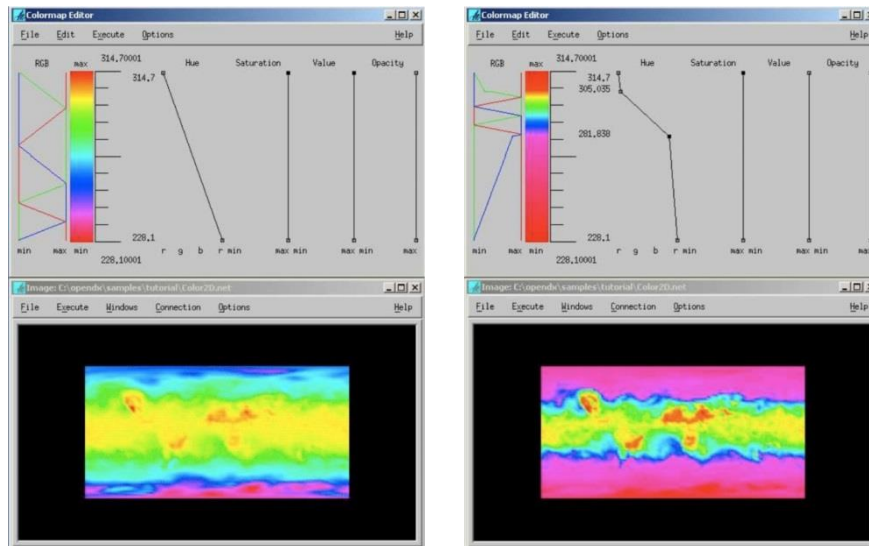 Colormap Editor
File Edit Execute Options Help
RGB max 314.70001 Hue Saturation Value Opacity
314.7
228.1
min max min 228.10001 r g b r min max min max min max
Image: C:\opendx\samples\tutorial\Color2D.net
File Execute Windows Connection Options Help
Colormap Editor
File Edit Execute Options Help
RGB max 314.70001 Hue Saturation Value Opacity
314.7
305.035
281.838
228.1
min max min 228.10001 r g b r min max min max min max
Image: C:\opendx\samples\tutorial\Color2D.net
File Execute Windows Connection Options Help